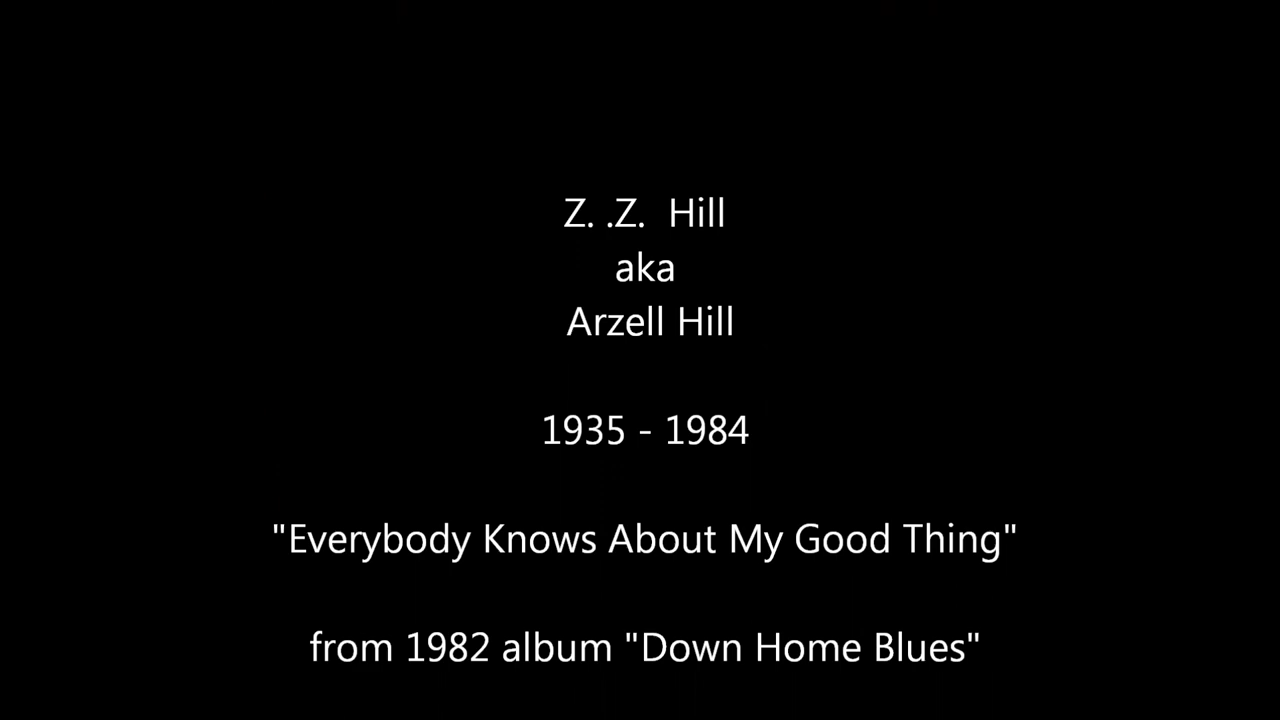 Z. .Z.  Hill
aka
Arzell Hill
1935 - 1984
"Everybody Knows About My Good Thing"
from 1982 album "Down Home Blues"